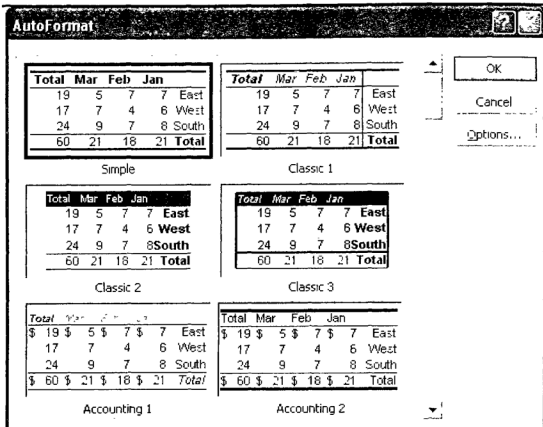 AutoFormat
Total Mar Feb Jan
19 5 7 7 East
17 7 4 6 West
24 9 7 8 South
60 21 18 21 Total
Simple
Total Mar Feb Jan
19 5 7 7 East
17 7 4 6 West
24 9 7 8 South
60 21 18 21 Total
Classic 1
Total Mar Feb Jan
19 5 7 7 East
17 7 4 6 West
24 9 7 8South
60 21 18 21 Total
Classic 2
Total Mar Feb Jan
19 5 7 7 East
17 7 4 6 West
24 9 7 8South
60 21 18 21 Total
Classic 3
Total
$ 19 $ 5 $ 7 $ 7 East
17 7 4 6 West
24 9 7 8 South
$ 60 $ 21 $ 18 $ 21 Total
Accounting 1
Total Mar Feb Jan
$ 19 $ 5 $ 7 $ 7 East
17 7 4 6 West
24 9 7 8 South
$ 60 $ 21 $ 18 $ 21 Total
Accounting 2
OK
Cancel
Options...